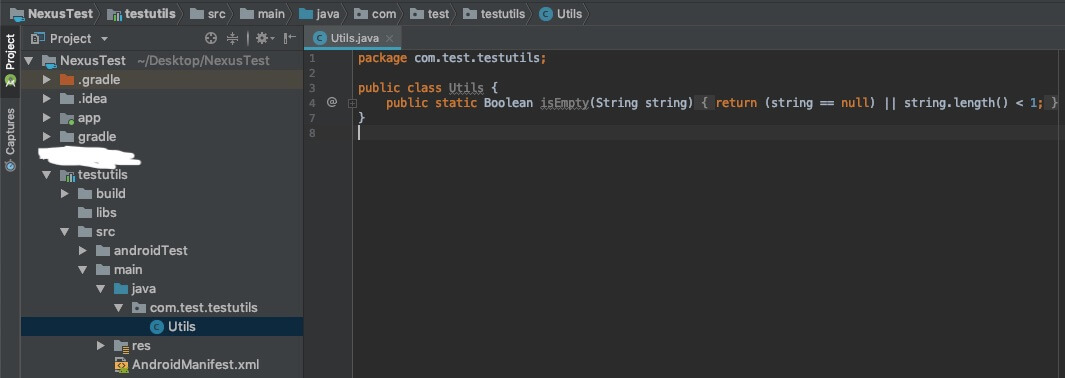 NexusTest testutils src main java com test testutils Utils
Project
Captures
Project
NexusTest ~/Desktop/NexusTest
.gradle
.idea
app
gradle
testutils
build
libs
src
androidTest
main
java
com.test.testutils
Utils
res
AndroidManifest.xml
Utils.java
1 package com.test.testutils;
2
3 public class Utils {
4 @ public static Boolean isEmpty(String string) { return (string == null) || string.length() < 1; }
7 }
8